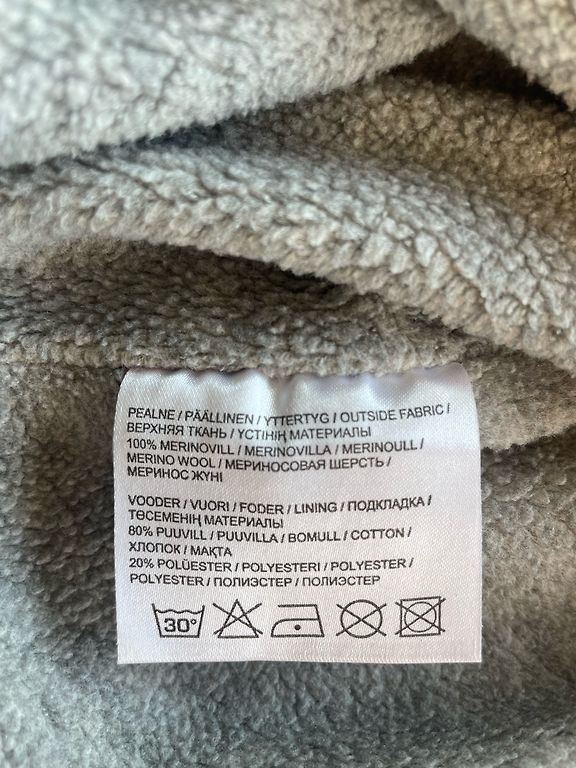 PEALNE / PÄÄLLINEN / YTTERTYG / OUTSIDE FABRIC /
ВЕРХНЯЯ ТКАНЬ / ҮСТІНІҢ МАТЕРИАЛЫ
100% MERINOVILL / MERINOVILLA / MERINOULL /
MERINO WOOL / МЕРИНОСОВАЯ ШЕРСТЬ /
МЕРИНОС ЖҮНІ
VOODER / VUORI / FODER / LINING / ПОДКЛАДКА /
ТӨСЕМЕНІҢ МАТЕРИАЛЫ
80% PUUVILL / PUUVILLA / BOMULL / COTTON /
ХЛОПОК / МАҚТА
20% POLÜESTER / POLYESTERI / POLYESTER /
POLYESTER / ПОЛИЭСТЕР / ПОЛИЭСТЕР
30°